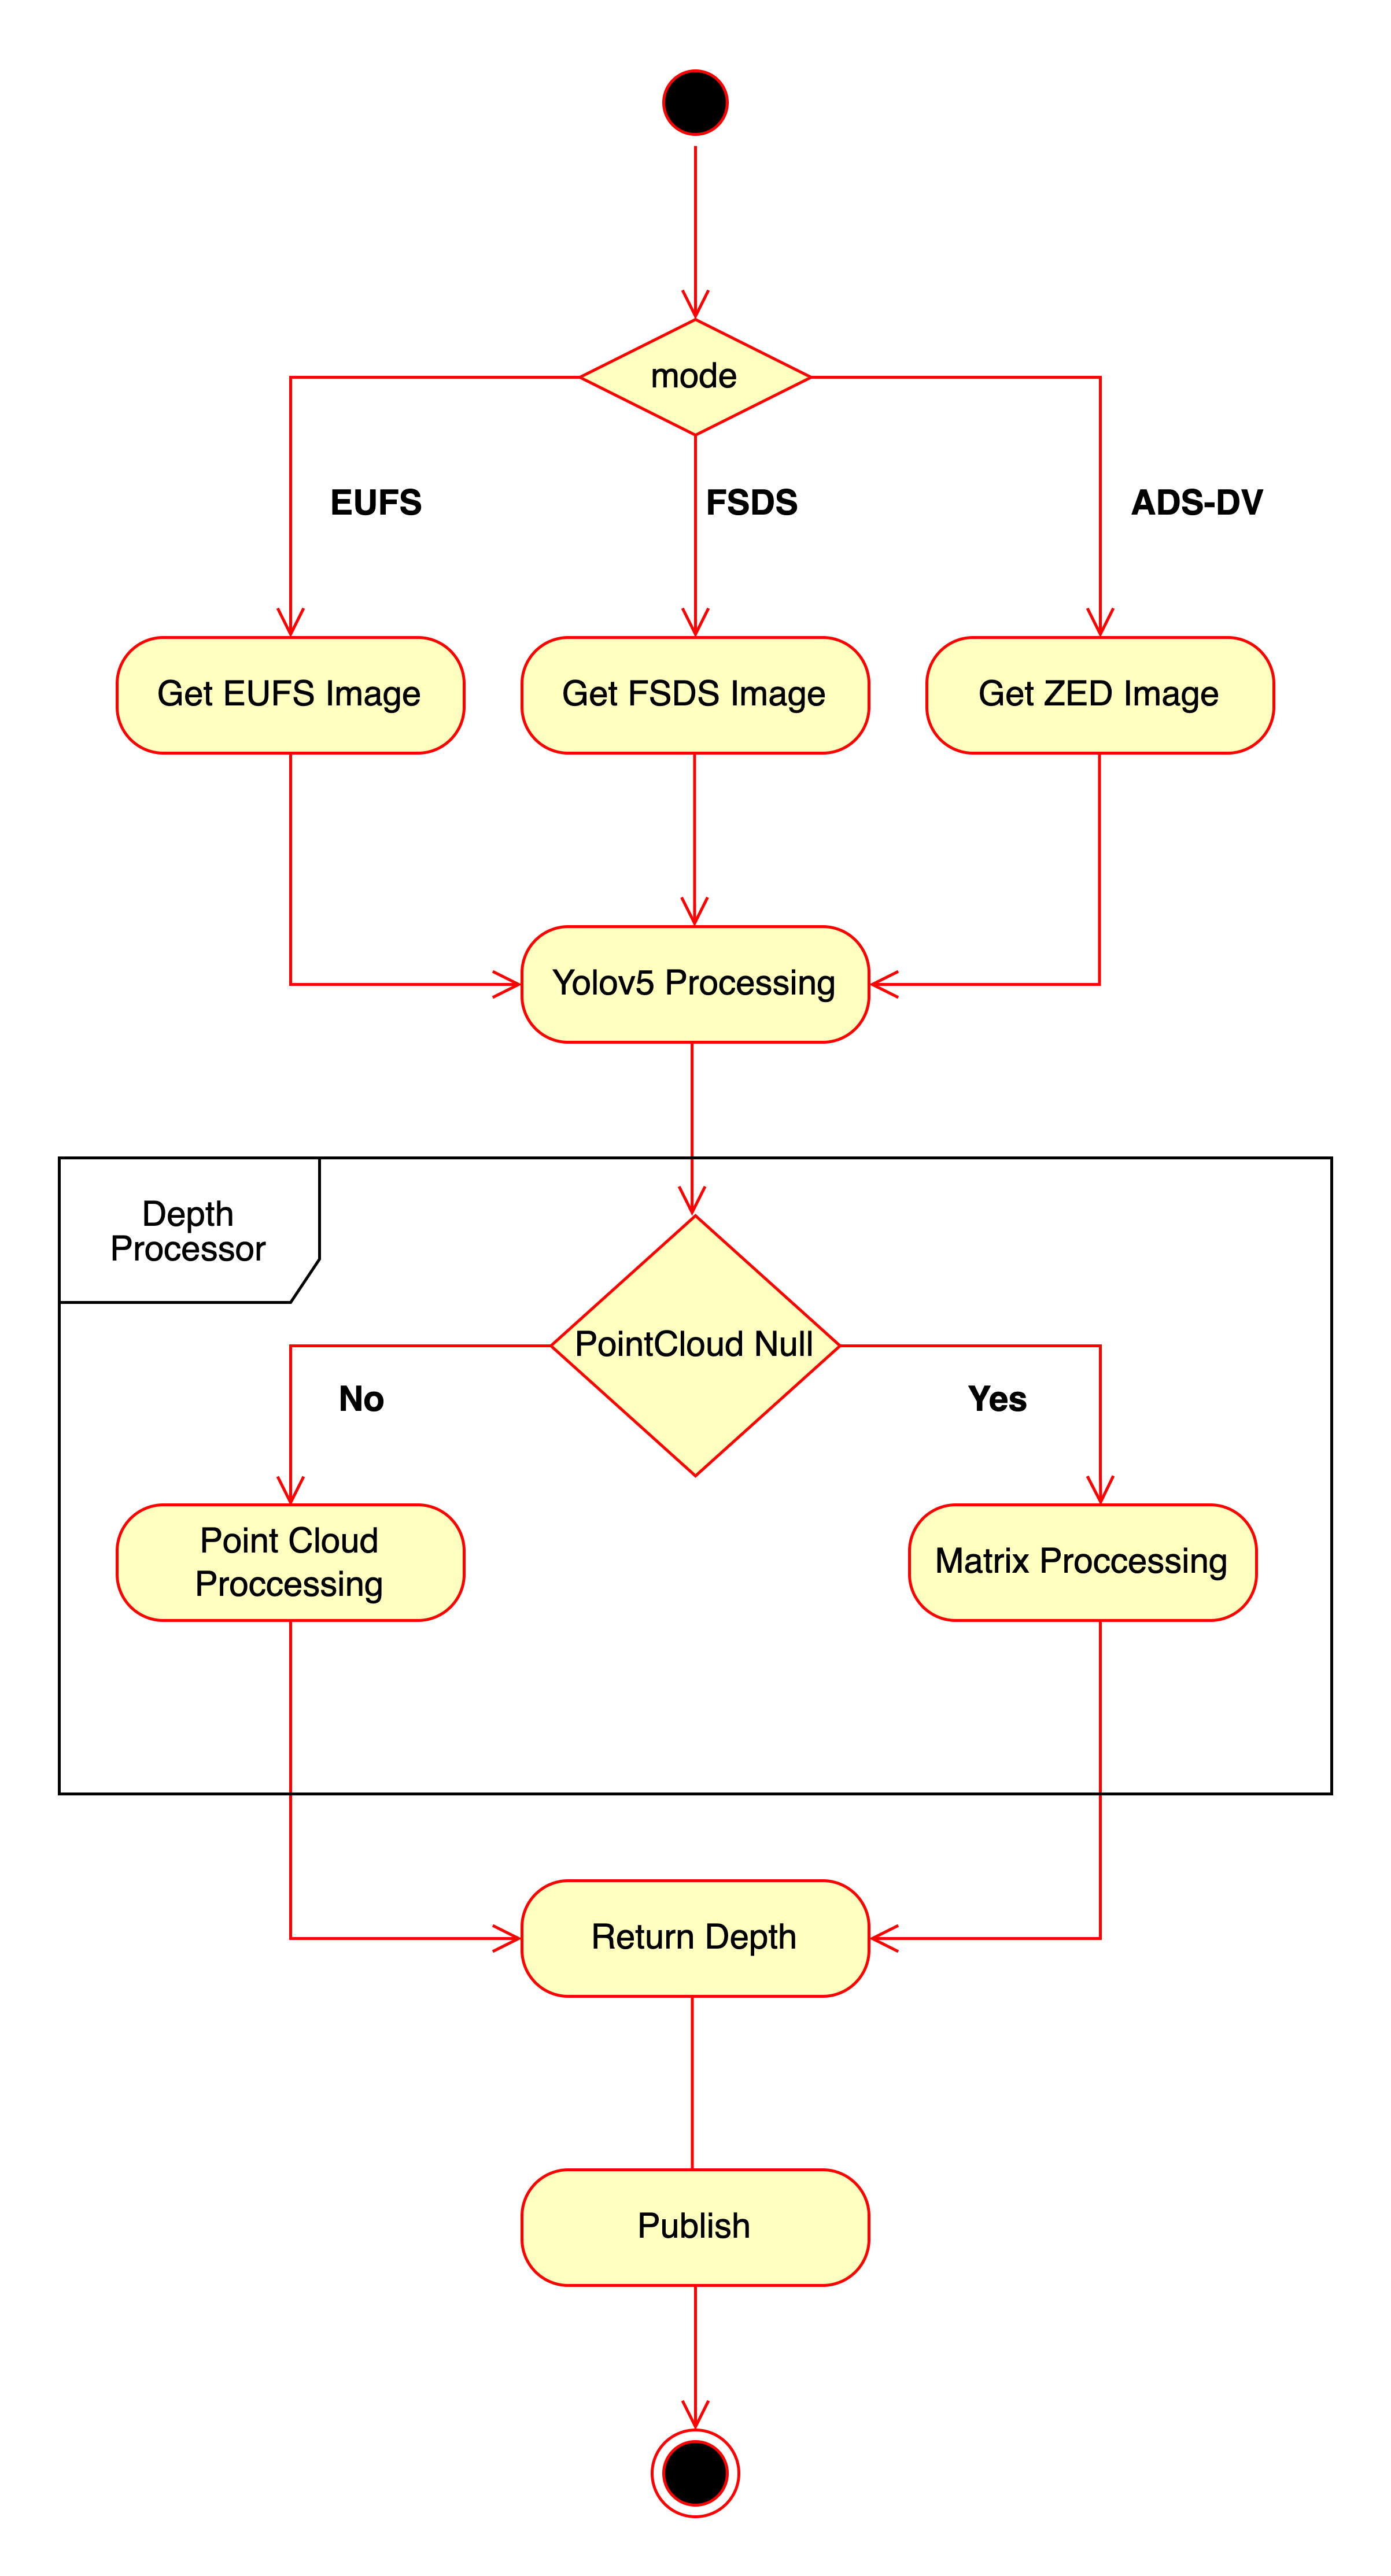 mode
EUFS
FSDS
ADS-DV
Get EUFS Image
Get FSDS Image
Get ZED Image
Yolov5 Processing
Depth
Processor
PointCloud Null
No
Yes
Point Cloud
Proccessing
Matrix Proccessing
Return Depth
Publish